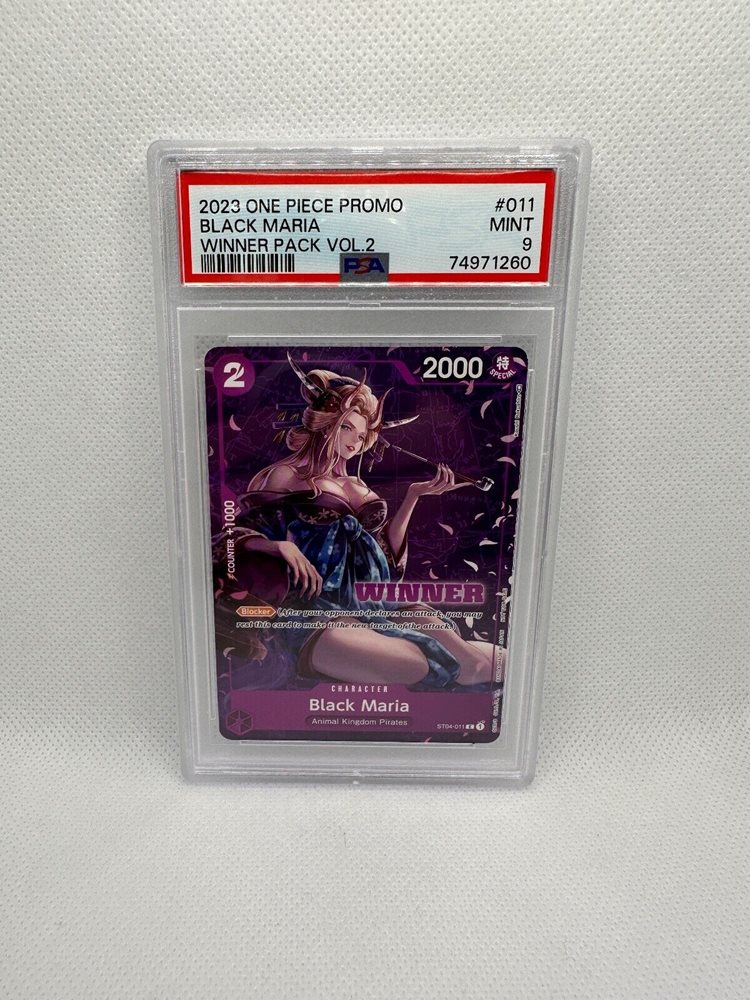 2023 ONE PIECE PROMO #011
BLACK MARIA MINT
WINNER PACK VOL.2 9
PSA 74971260
2 2000 特
SPECIAL
COUNTER +1000
WINNER
Blocker (After your opponent declares an attack, you may
rest this card to make it the new target of the attack.)
CHARACTER
Black Maria
Animal Kingdom Pirates
ST04-011 C 1